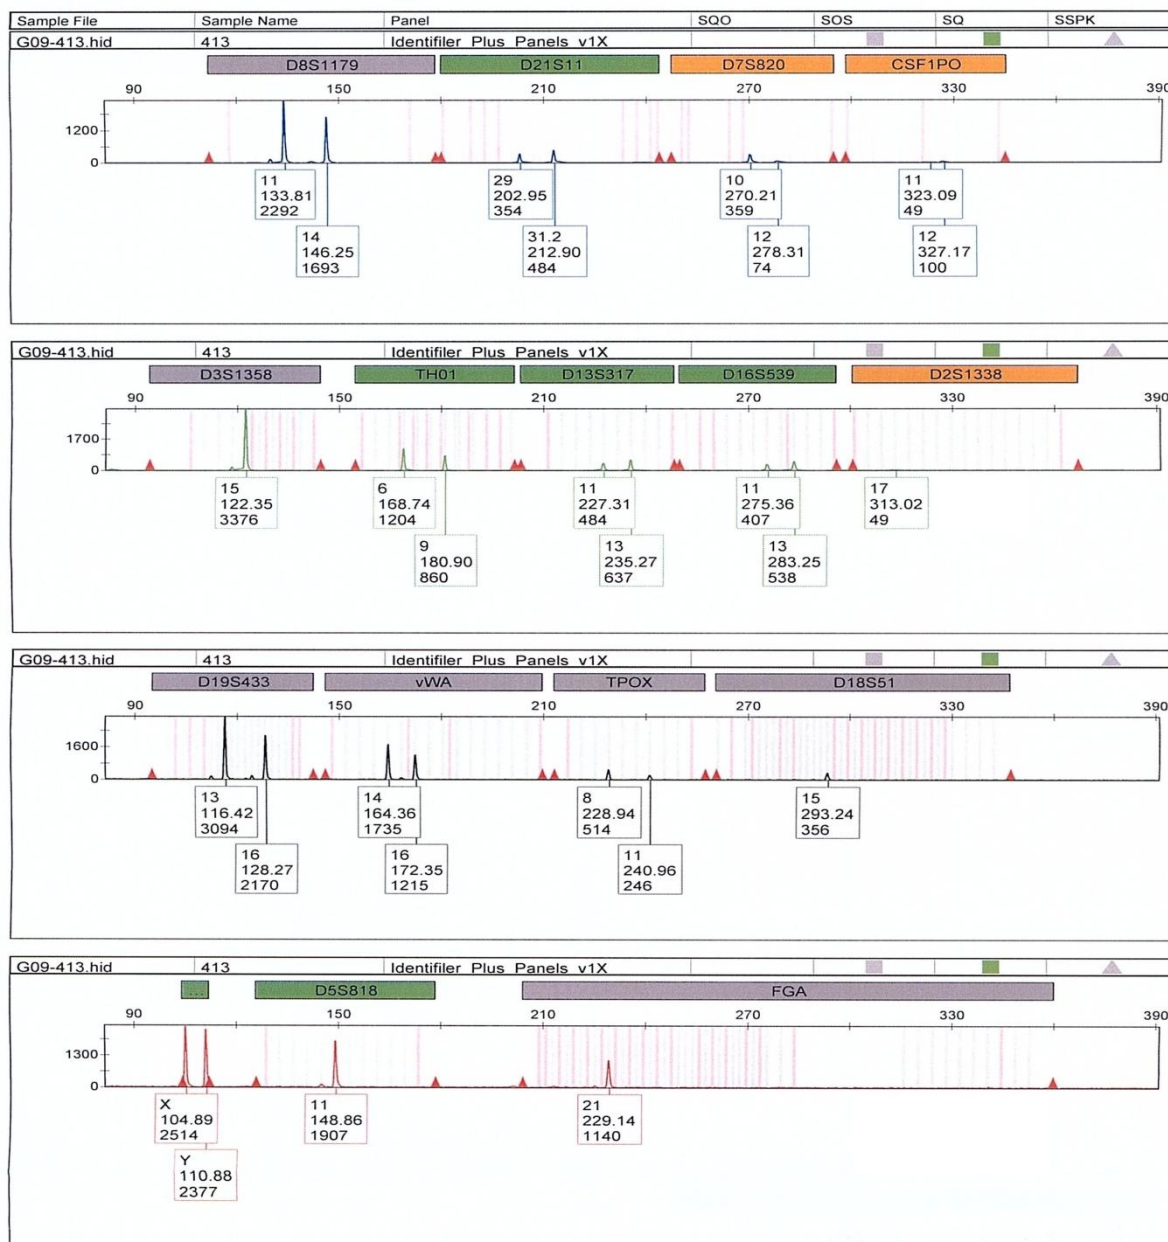 Sample File Sample Name Panel SQO SOS SQ SSPK
G09-413.hid 413 Identifiler Plus Panels v1X
D8S1179 D21S11 D7S820 CSF1PO
90 150 210 270 330 390
1200
0
11 29 10 11
133.81 202.95 270.21 323.09
2292 354 359 49
14 31.2 12 12
146.25 212.90 278.31 327.17
1693 484 74 100
G09-413.hid 413 Identifiler Plus Panels v1X
D3S1358 TH01 D13S317 D16S539 D2S1338
90 150 210 270 330 390
1700
0
15 6 11 11 17
122.35 168.74 227.31 275.36 313.02
3376 1204 484 407 49
9 13 13
180.90 235.27 283.25
860 637 538
G09-413.hid 413 Identifiler Plus Panels v1X
D19S433 vWA TPOX D18S51
90 150 210 270 330 390
1600
0
13 14 8 15
116.42 164.36 228.94 293.24
3094 1735 514 356
16 16 11
128.27 172.35 240.96
2170 1215 246
G09-413.hid 413 Identifiler Plus Panels v1X
... D5S818 FGA
90 150 210 270 330 390
1300
0
X 11 21
104.89 148.86 229.14
2514 1907 1140
Y
110.88
2377